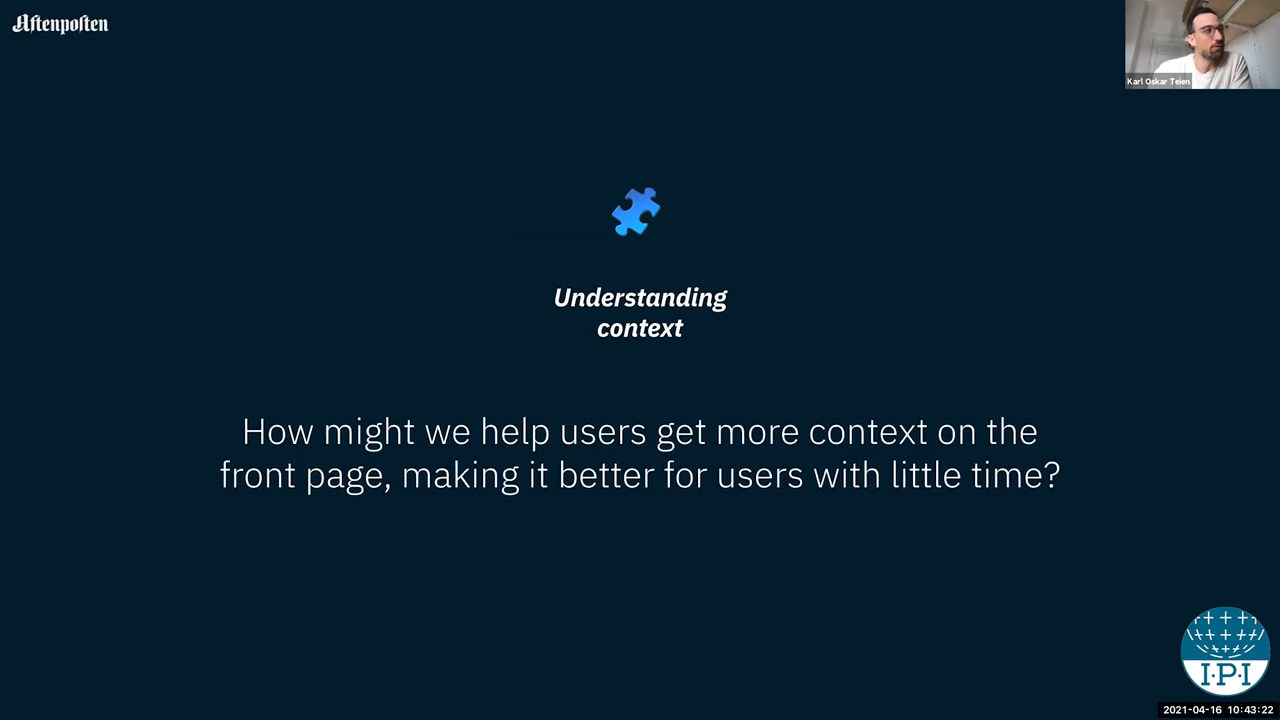 Aftenposten
Karl Oskar Teien
Understanding
context
How might we help users get more context on the
front page, making it better for users with little time?
I·P·I
2021-04-16 10:43:22